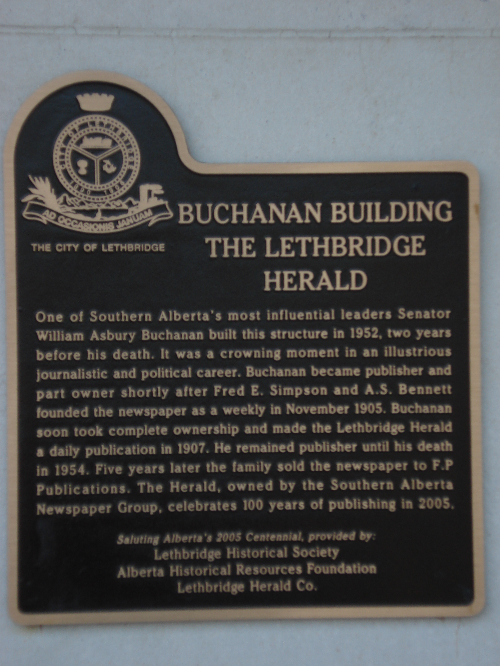 CITY OF LETHBRIDGE
AD OCCASIONIS JANUAM
THE CITY OF LETHBRIDGE
BUCHANAN BUILDING
THE LETHBRIDGE
HERALD
One of Southern Alberta's most influential leaders Senator
William Asbury Buchanan built this structure in 1952, two years
before his death. It was a crowning moment in an illustrious
journalistic and political career. Buchanan became publisher and
part owner shortly after Fred E. Simpson and A.S. Bennett
founded the newspaper as a weekly in November 1905. Buchanan
soon took complete ownership and made the Lethbridge Herald
a daily publication in 1907. He remained publisher until his death
in 1954. Five years later the family sold the newspaper to F.P
Publications. The Herald, owned by the Southern Alberta
Newspaper Group, celebrates 100 years of publishing in 2005.
Saluting Alberta's 2005 Centennial, provided by:
Lethbridge Historical Society
Alberta Historical Resources Foundation
Lethbridge Herald Co.